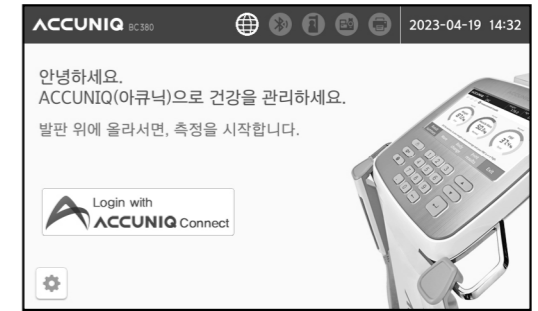 ACCUNIQ BC380
2023-04-19 14:32
안녕하세요.
ACCUNIQ(아큐닉)으로 건강을 관리하세요.
발판 위에 올라서면, 측정을 시작합니다.
Login with
ACCUNIQ Connect